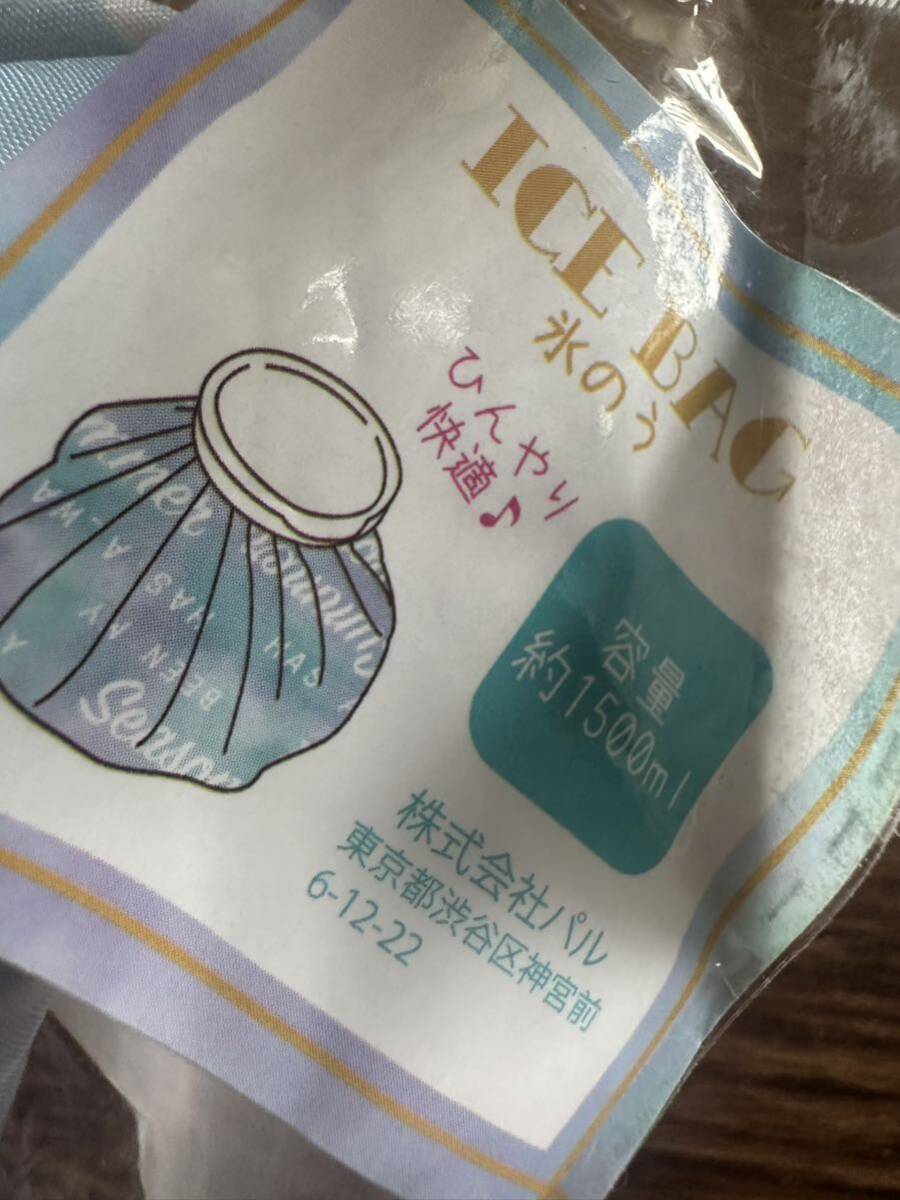 ICE BAG
氷のう
ひんやり
快適♪
容量
約1500ml
株式会社パル
東京都渋谷区神宮前
6-12-22
Season